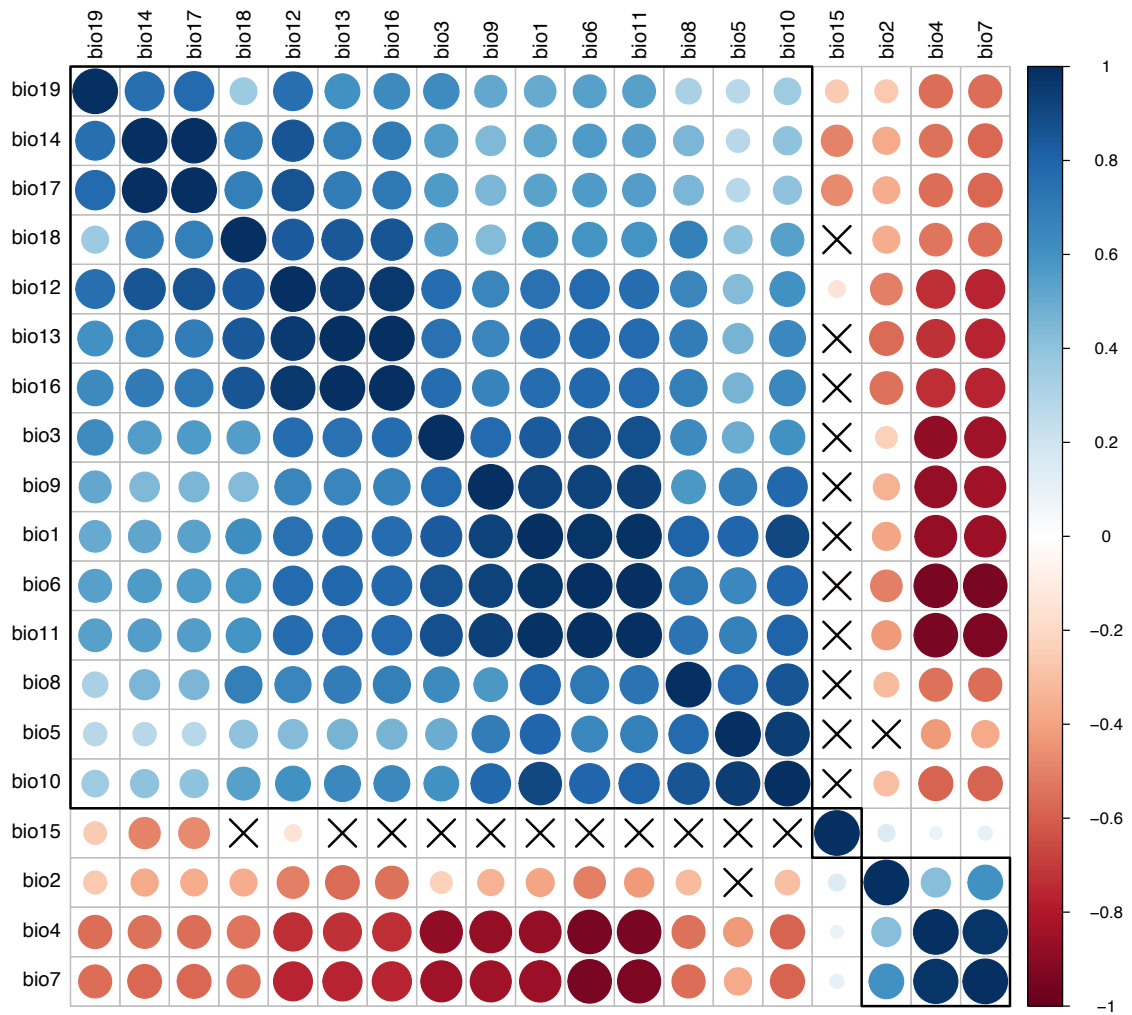 bio19 bio14 bio17 bio18 bio12 bio13 bio16 bio3 bio9 bio1 bio6 bio11 bio8 bio5 bio10 bio15 bio2 bio4 bio7
bio19
bio14
bio17
bio18
bio12
bio13
bio16
bio3
bio9
bio1
bio6
bio11
bio8
bio5
bio10
bio15
bio2
bio4
bio7
1
0.8
0.6
0.4
0.2
0
−0.2
−0.4
−0.6
−0.8
−1